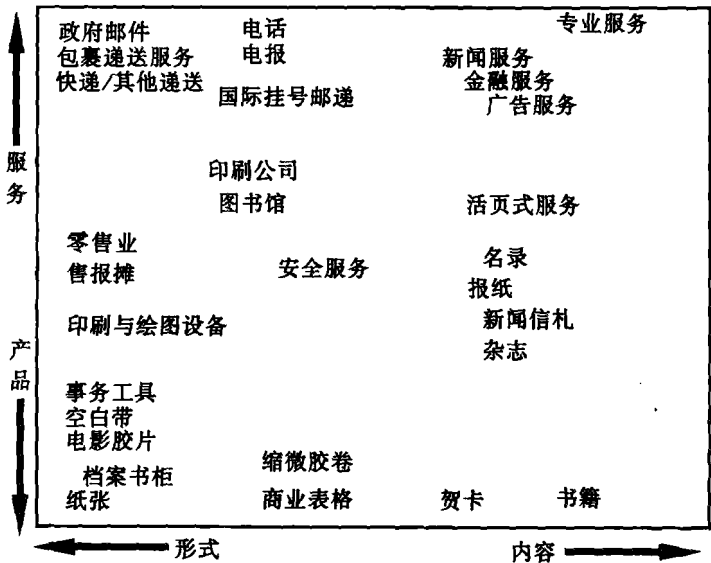 政府邮件 电话 专业服务
包裹递送服务 电报 新闻服务
快递/其他递送 金融服务
国际挂号邮递 广告服务
印刷公司
服务
图书馆 活页式服务
零售业
售报摊 安全服务 名录
报纸
印刷与绘图设备 新闻信札
产品
杂志
事务工具
空白带
电影胶片
缩微胶卷
档案书柜
纸张 商业表格 贺卡 书籍
形式 内容